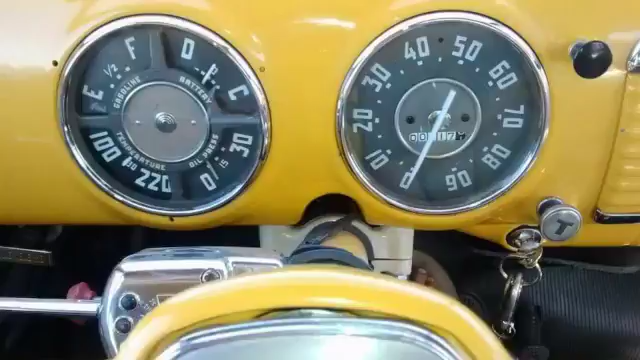 F
D
1/2
E
C
GASOLINE
BATTERY
TEMPERATURE
OIL PRESS
100
220
0
15
30
0
10
20
30
40
50
60
70
80
90
T